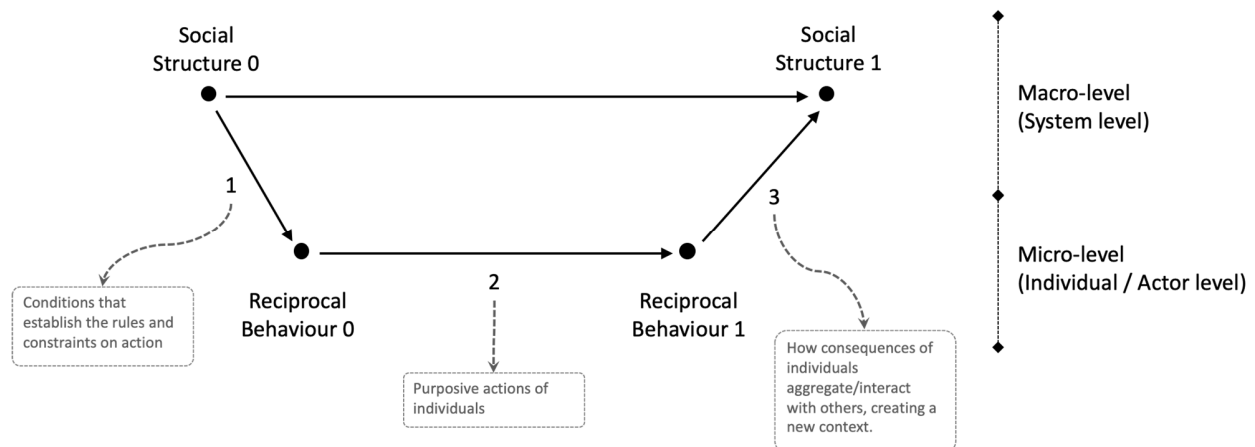 Social
Structure 0
Social
Structure 1
Macro-level
(System level)
1
3
Micro-level
(Individual / Actor level)
2
Reciprocal
Behaviour 0
Reciprocal
Behaviour 1
Conditions that
establish the rules and
constraints on action
Purposive actions of
individuals
How consequences of
individuals
aggregate/interact
with others, creating a
new context.